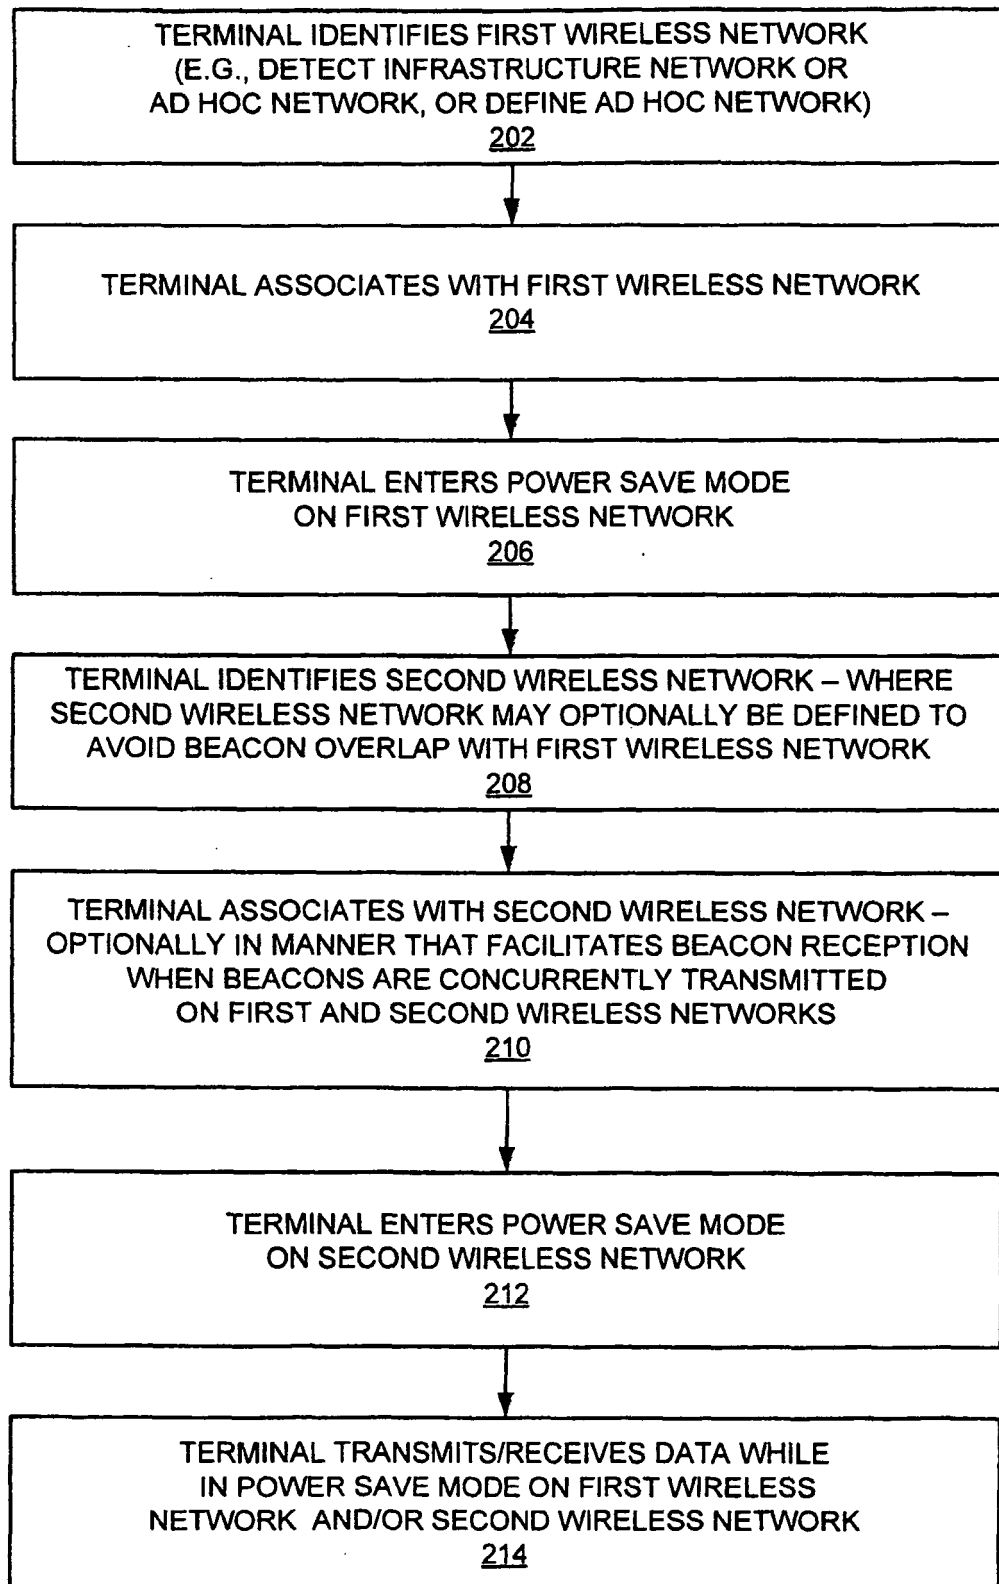 TERMINAL IDENTIFIES FIRST WIRELESS NETWORK
(E.G., DETECT INFRASTRUCTURE NETWORK OR
AD HOC NETWORK, OR DEFINE AD HOC NETWORK)
202
TERMINAL ASSOCIATES WITH FIRST WIRELESS NETWORK
204
TERMINAL ENTERS POWER SAVE MODE
ON FIRST WIRELESS NETWORK
206
TERMINAL IDENTIFIES SECOND WIRELESS NETWORK – WHERE
SECOND WIRELESS NETWORK MAY OPTIONALLY BE DEFINED TO
AVOID BEACON OVERLAP WITH FIRST WIRELESS NETWORK
208
TERMINAL ASSOCIATES WITH SECOND WIRELESS NETWORK –
OPTIONALLY IN MANNER THAT FACILITATES BEACON RECEPTION
WHEN BEACONS ARE CONCURRENTLY TRANSMITTED
ON FIRST AND SECOND WIRELESS NETWORKS
210
TERMINAL ENTERS POWER SAVE MODE
ON SECOND WIRELESS NETWORK
212
TERMINAL TRANSMITS/RECEIVES DATA WHILE
IN POWER SAVE MODE ON FIRST WIRELESS
NETWORK AND/OR SECOND WIRELESS NETWORK
214